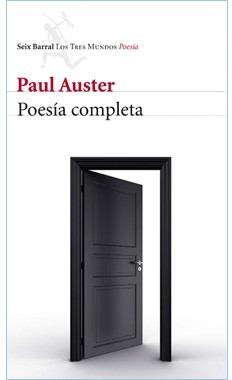 Seix Barral Los Tres Mundos Poesía
Paul Auster
Poesía completa